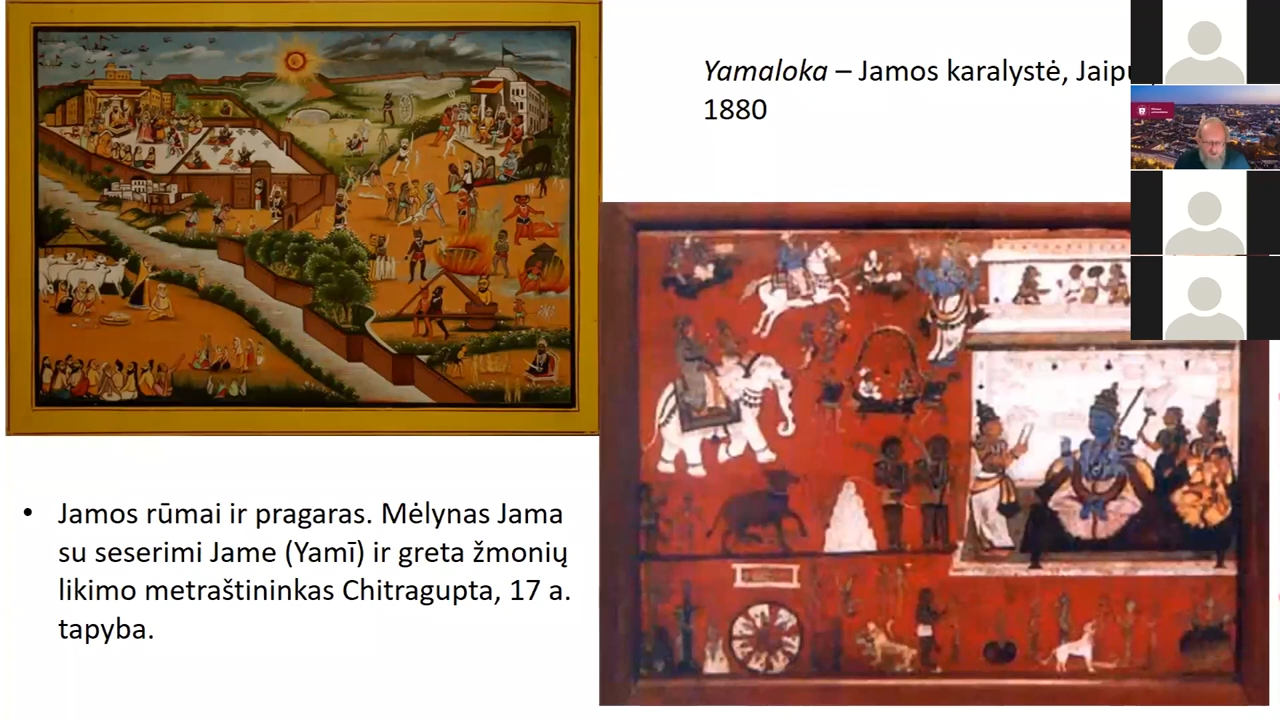 Yamaloka – Jamos karalystė,
1880
• Jamos rūmai ir pragaras. Mėlynas Jama
su seserimi Jame (Yamī) ir greta žmonių
likimo metraštininkas Chitragupta, 17 a.
tapyba.